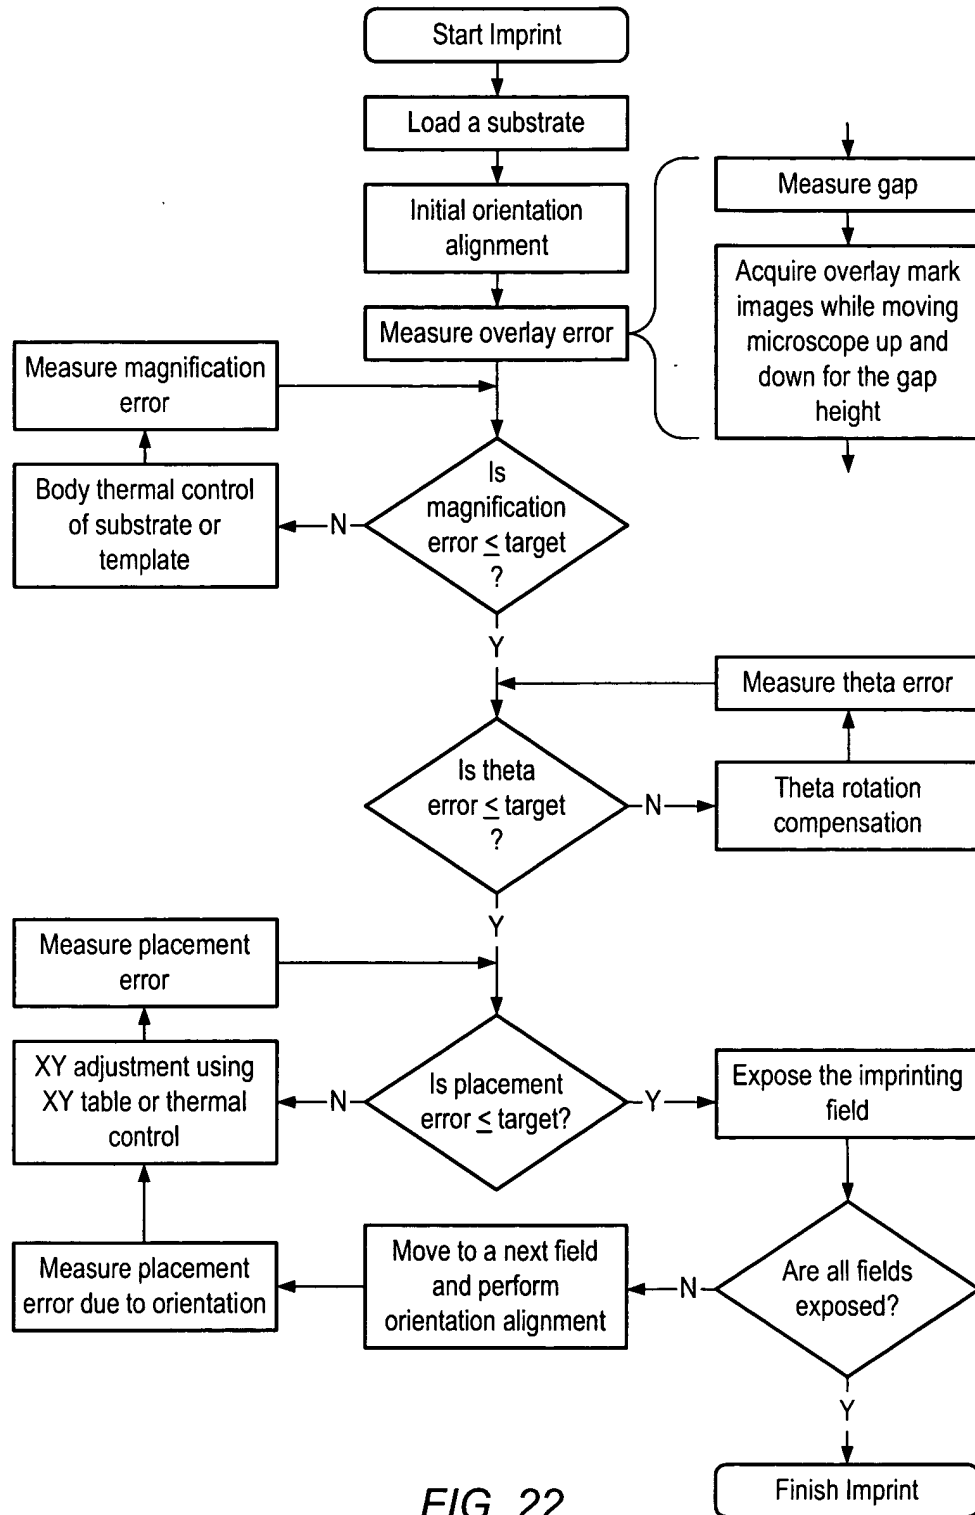 Start Imprint
Load a substrate
Initial orientation
alignment
Measure overlay error
Measure gap
Acquire overlay mark
images while moving
microscope up and
down for the gap
height
Measure magnification
error
Body thermal control
of substrate or
template
N
Is
magnification
error ≤ target
?
Y
Measure theta error
Is theta
error ≤ target
?
N
Theta rotation
compensation
Y
Measure placement
error
XY adjustment using
XY table or thermal
control
N
Is placement
error ≤ target?
Y
Expose the imprinting
field
Measure placement
error due to orientation
Move to a next field
and perform
orientation alignment
N
Are all fields
exposed?
Y
Finish Imprint
FIG. 22